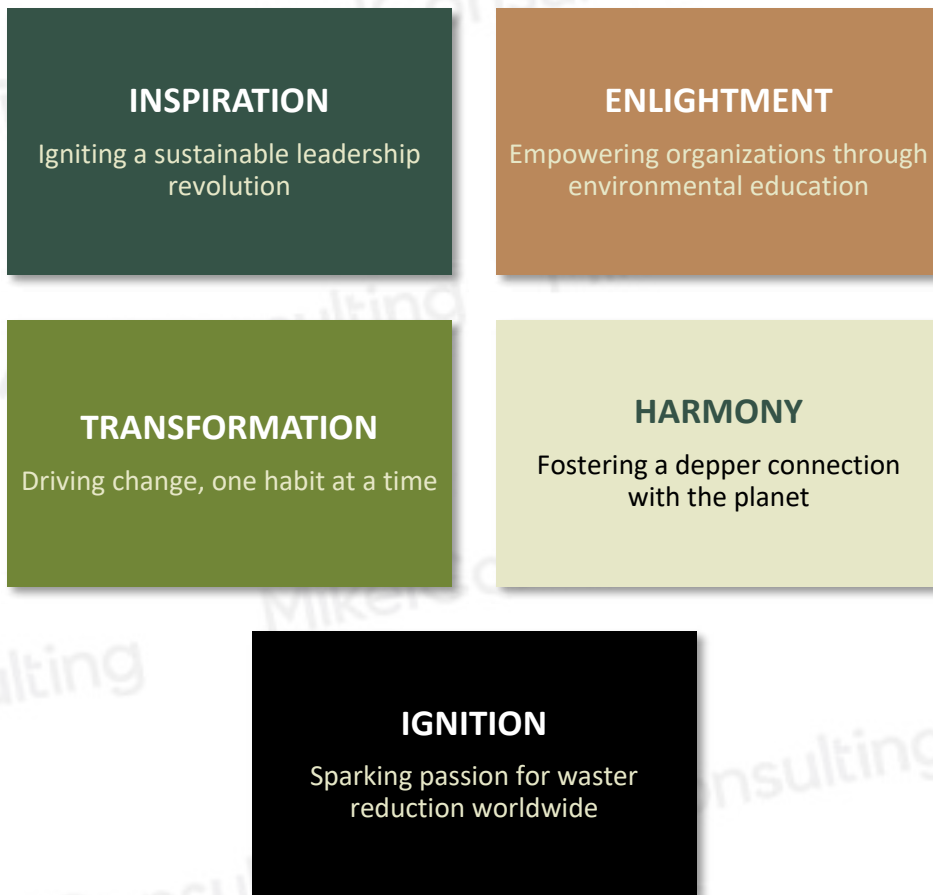 INSPIRATION
Igniting a sustainable leadership
revolution
ENLIGHTMENT
Empowering organizations through
environmental education
TRANSFORMATION
Driving change, one habit at a time
HARMONY
Fostering a depper connection
with the planet
IGNITION
Sparking passion for waster
reduction worldwide